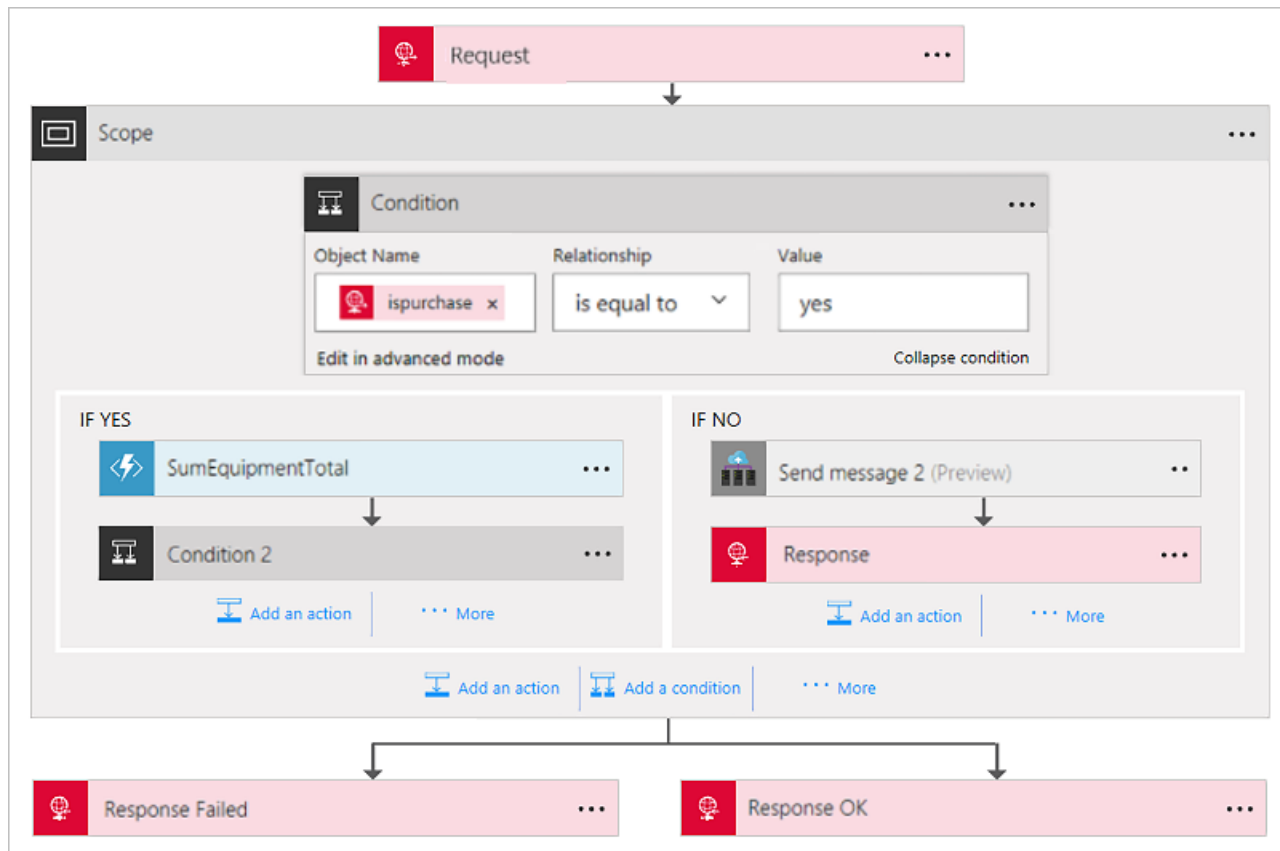 Request
Scope
Condition
Object Name Relationship Value
ispurchase × is equal to yes
Edit in advanced mode Collapse condition
IF YES
SumEquipmentTotal
Condition 2
Add an action ··· More
IF NO
Send message 2 (Preview)
Response
Add an action ··· More
Add an action Add a condition ··· More
Response Failed
Response OK